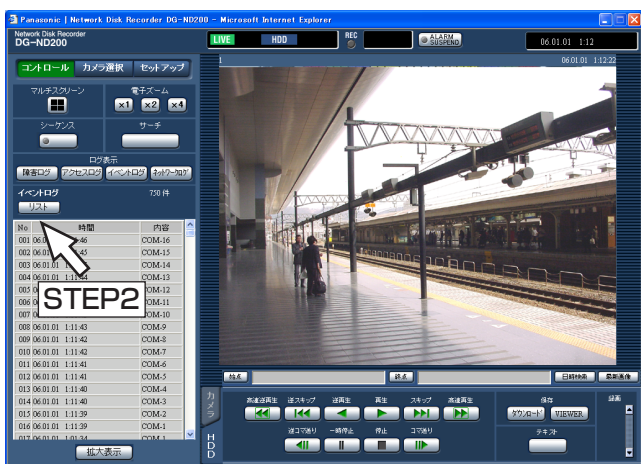 Panasonic | Network Disk Recorder DG-ND200 - Microsoft Internet Explorer
Network Disk Recorder
DG-ND200
LIVE HDD REC ALARM SUSPEND 06.01.01 1:12
コントロール カメラ選択 セットアップ
1 06.01.01 1:12:22
マルチスクリーン 電子ズーム
×1 ×2 ×4
シーケンス サーチ
ログ表示
障害ログ アクセスログ イベントログ ネットワークログ
イベントログ 750 件
リスト
No 時間 内容
001 06.0 :46 COM-16
002 06.0 :45 COM-15
003 06.01.01 COM-14
004 06.01.01 1:11:44 COM-13
005 COM-12
006 COM-11
007 COM-10
STEP2
008 06.01.01 1:11:43 COM-9
009 06.01.01 1:11:42 COM-8
010 06.01.01 1:11:42 COM-7
011 06.01.01 1:11:41 COM-6
012 06.01.01 1:11:41 COM-5
013 06.01.01 1:11:40 COM-4
014 06.01.01 1:11:40 COM-3
015 06.01.01 1:11:39 COM-2
016 06.01.01 1:11:39 COM-1
017 06.01.01 1:11:34 COM-1
拡大表示
始点 終点 日時検索 最新画像
カメラ
HDD
高速逆再生 逆スキップ 逆再生 再生 スキップ 高速再生
逆コマ送り 一時停止 停止 コマ送り
保存
ダウンロード VIEWER
テキスト
録画